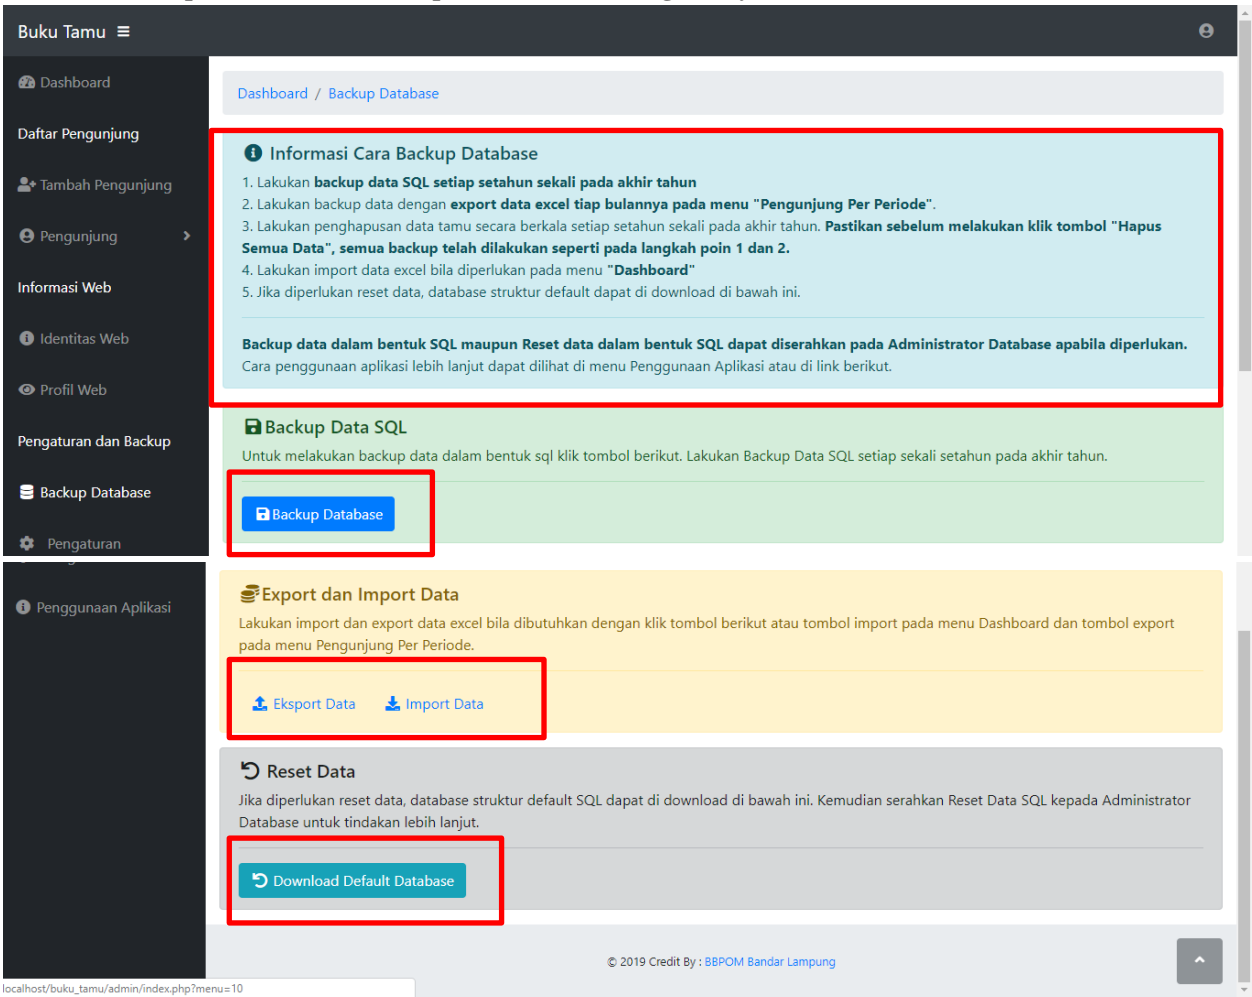 Buku Tamu
Dashboard
Daftar Pengunjung
Tambah Pengunjung
Pengunjung
Informasi Web
Identitas Web
Profil Web
Pengaturan dan Backup
Backup Database
Pengaturan
Penggunaan Aplikasi
Dashboard / Backup Database
Informasi Cara Backup Database
1. Lakukan backup data SQL setiap setahun sekali pada akhir tahun
2. Lakukan backup data dengan export data excel tiap bulannya pada menu "Pengunjung Per Periode".
3. Lakukan penghapusan data tamu secara berkala setiap setahun sekali pada akhir tahun. Pastikan sebelum melakukan klik tombol "Hapus
Semua Data", semua backup telah dilakukan seperti pada langkah poin 1 dan 2.
4. Lakukan import data excel bila diperlukan pada menu "Dashboard"
5. Jika diperlukan reset data, database struktur default dapat di download di bawah ini.
Backup data dalam bentuk SQL maupun Reset data dalam bentuk SQL dapat diserahkan pada Administrator Database apabila diperlukan.
Cara penggunaan aplikasi lebih lanjut dapat dilihat di menu Penggunaan Aplikasi atau di link berikut.
Backup Data SQL
Untuk melakukan backup data dalam bentuk sql klik tombol berikut. Lakukan Backup Data SQL setiap sekali setahun pada akhir tahun.
Backup Database
Export dan Import Data
Lakukan import dan export data excel bila dibutuhkan dengan klik tombol berikut atau tombol import pada menu Dashboard dan tombol export
pada menu Pengunjung Per Periode.
Eksport Data Import Data
Reset Data
Jika diperlukan reset data, database struktur default SQL dapat di download di bawah ini. Kemudian serahkan Reset Data SQL kepada Administrator
Database untuk tindakan lebih lanjut.
Download Default Database
© 2019 Credit By : BBPOM Bandar Lampung
localhost/buku_tamu/admin/index.php?menu=10